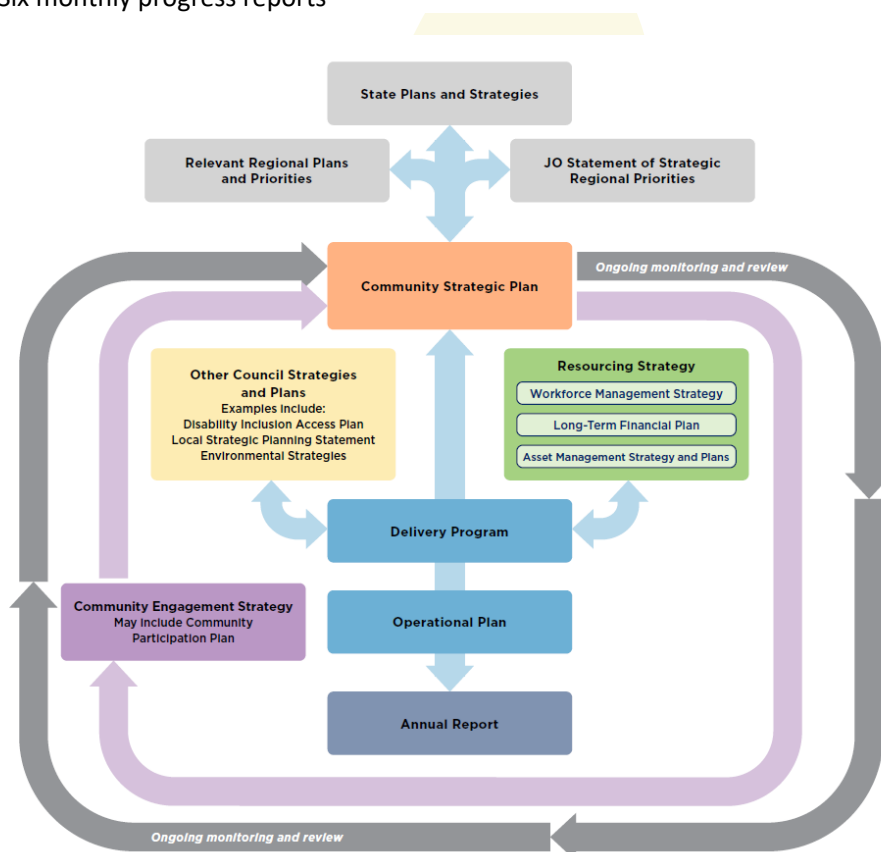 Six monthly progress reports
State Plans and Strategies
Relevant Regional Plans
and Priorities
JO Statement of Strategic
Regional Priorities
Community Strategic Plan
Ongoing monitoring and review
Other Council Strategies
and Plans
Examples include:
Disability Inclusion Access Plan
Local Strategic Planning Statement
Environmental Strategies
Resourcing Strategy
Workforce Management Strategy
Long-Term Financial Plan
Asset Management Strategy and Plans
Delivery Program
Community Engagement Strategy
May Include Community
Participation Plan
Operational Plan
Annual Report
Ongoing monitoring and review